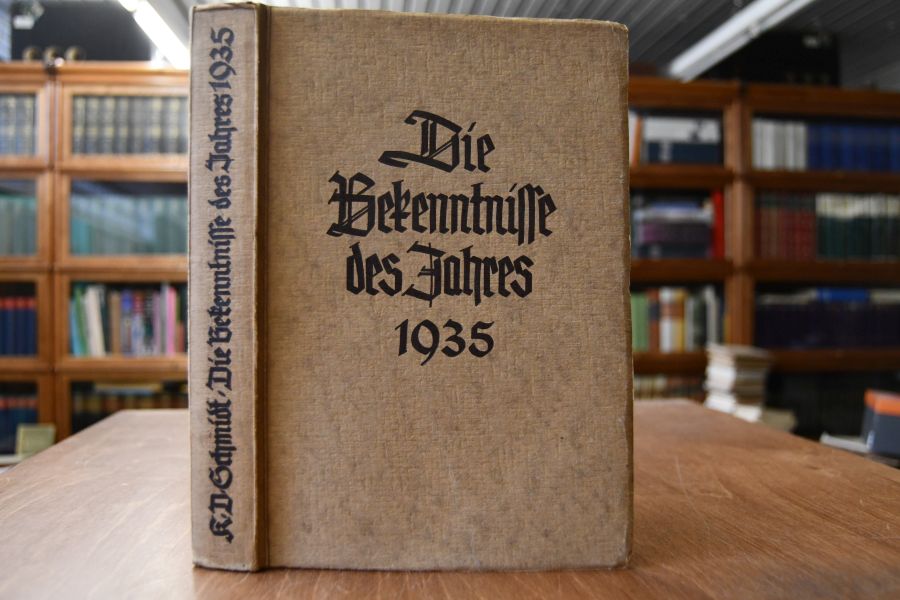 Die
Bekenntnisse
des Jahres
1935
K.D. Schmidt / Die Bekenntnisse des Jahres 1935